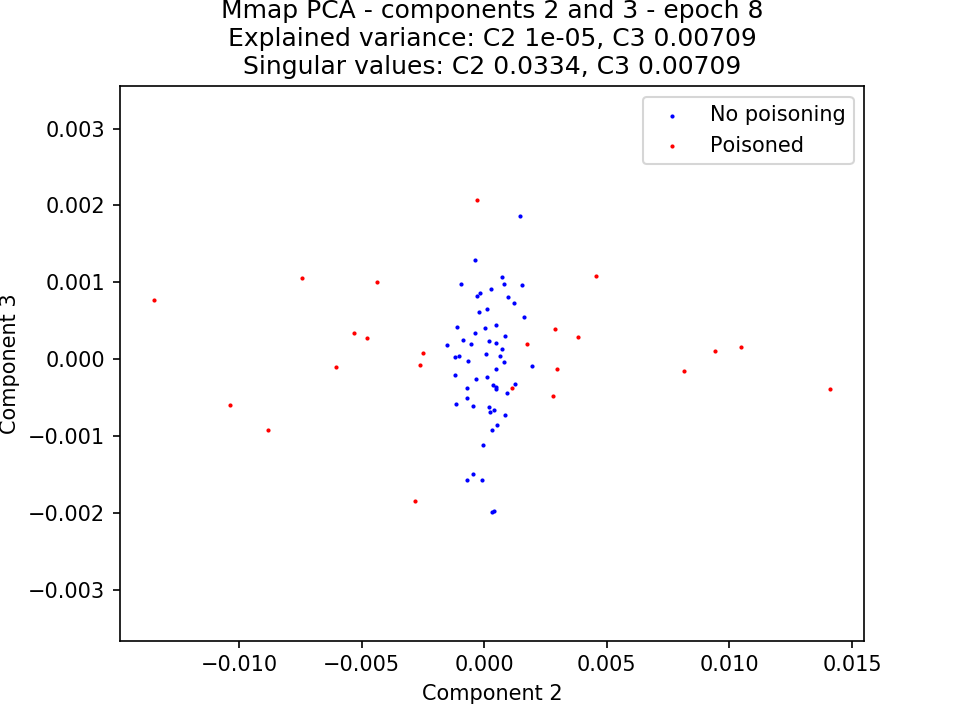 Mmap PCA - components 2 and 3 - epoch 8
Explained variance: C2 1e-05, C3 0.00709
Singular values: C2 0.0334, C3 0.00709
No poisoning
Poisoned
0.003
0.002
0.001
0.000
−0.001
−0.002
−0.003
Component 3
−0.010
−0.005
0.000
0.005
0.010
0.015
Component 2